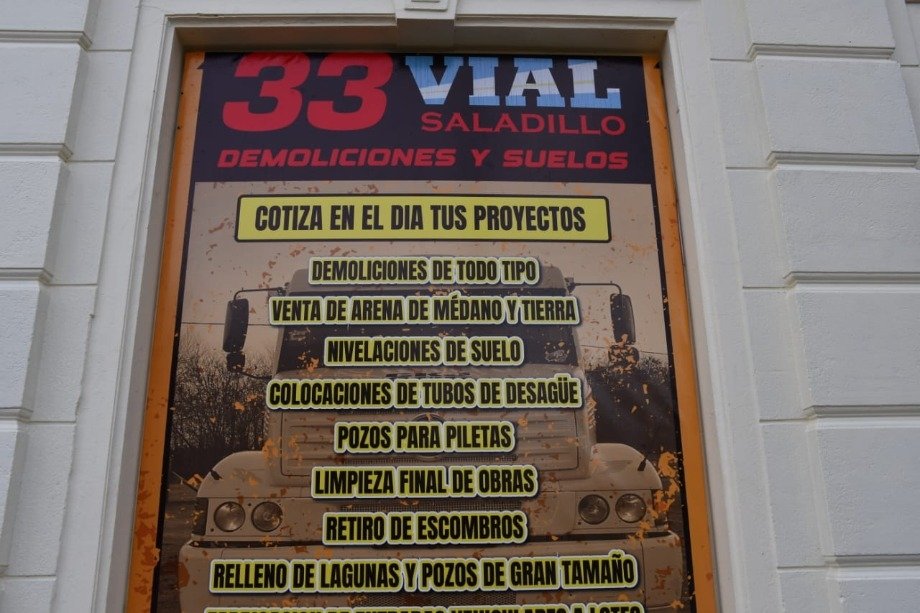 33 VIAL
SALADILLO
DEMOLICIONES Y SUELOS
COTIZA EN EL DIA TUS PROYECTOS
DEMOLICIONES DE TODO TIPO
VENTA DE ARENA DE MÉDANO Y TIERRA
NIVELACIONES DE SUELO
COLOCACIONES DE TUBOS DE DESAGÜE
POZOS PARA PILETAS
LIMPIEZA FINAL DE OBRAS
RETIRO DE ESCOMBROS
RELLENO DE LAGUNAS Y POZOS DE GRAN TAMAÑO